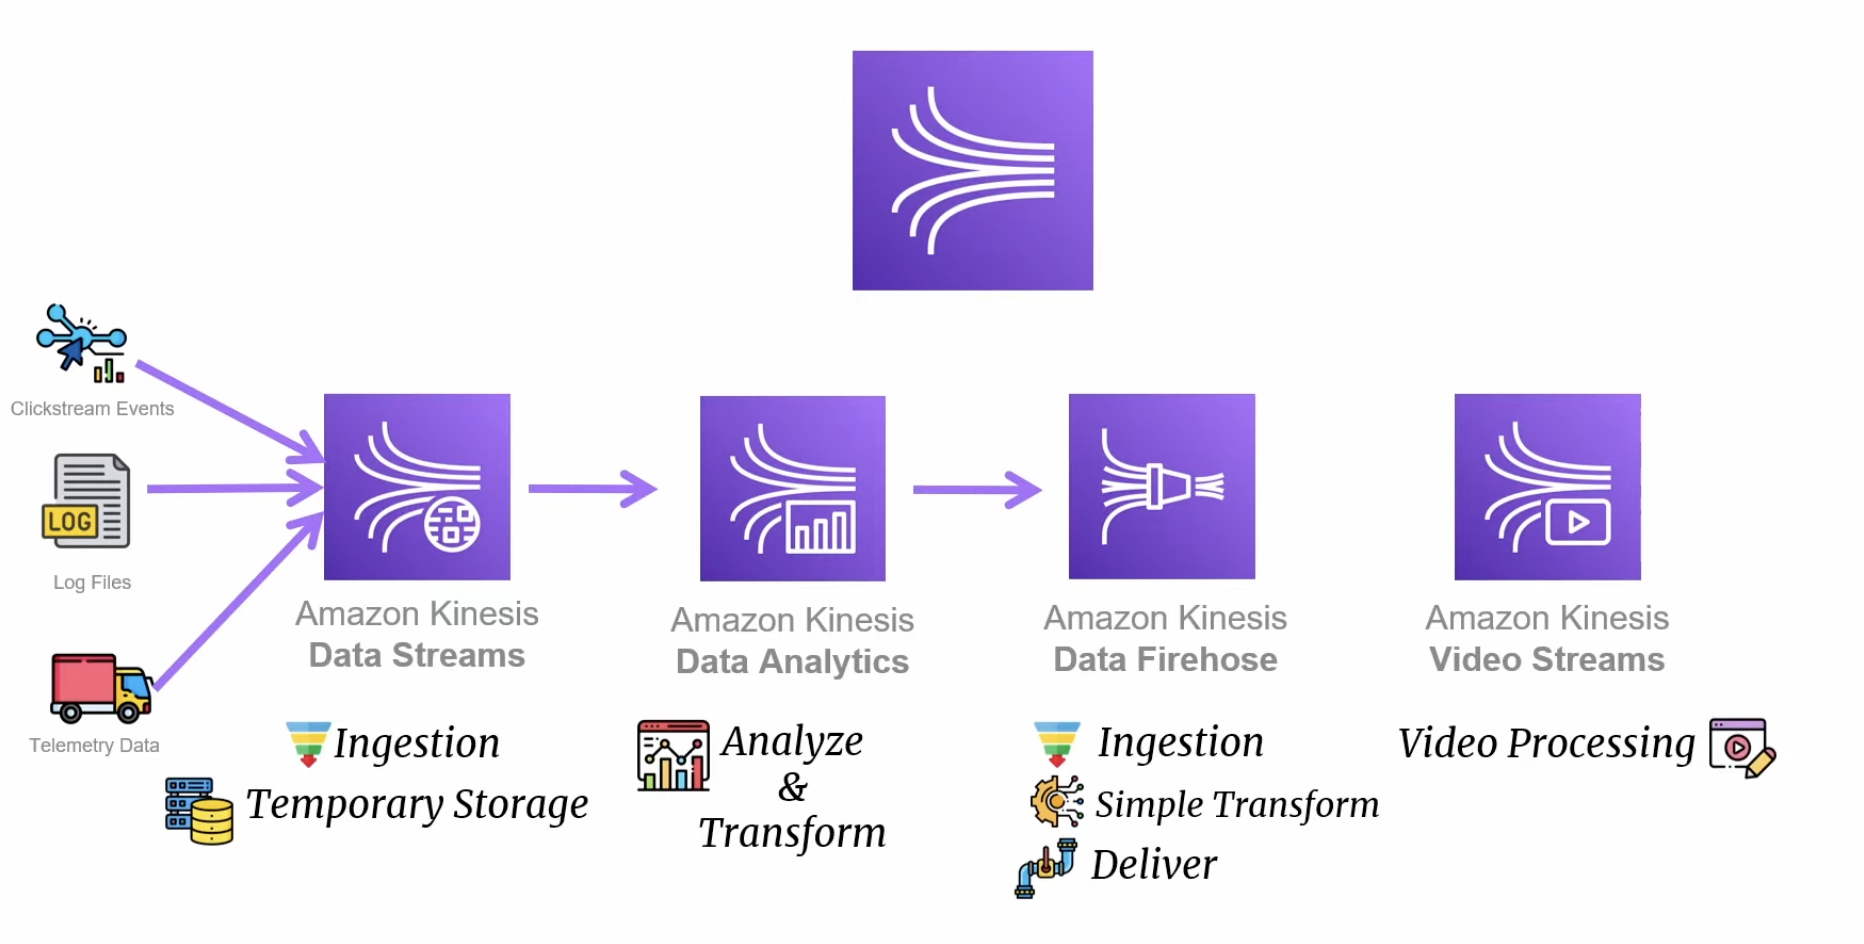 Clickstream Events
LOG
Log Files
Telemetry Data
Amazon Kinesis
Data Streams
Ingestion
Temporary Storage
Amazon Kinesis
Data Analytics
Analyze
&
Transform
Amazon Kinesis
Data Firehose
Ingestion
Simple Transform
Deliver
Amazon Kinesis
Video Streams
Video Processing